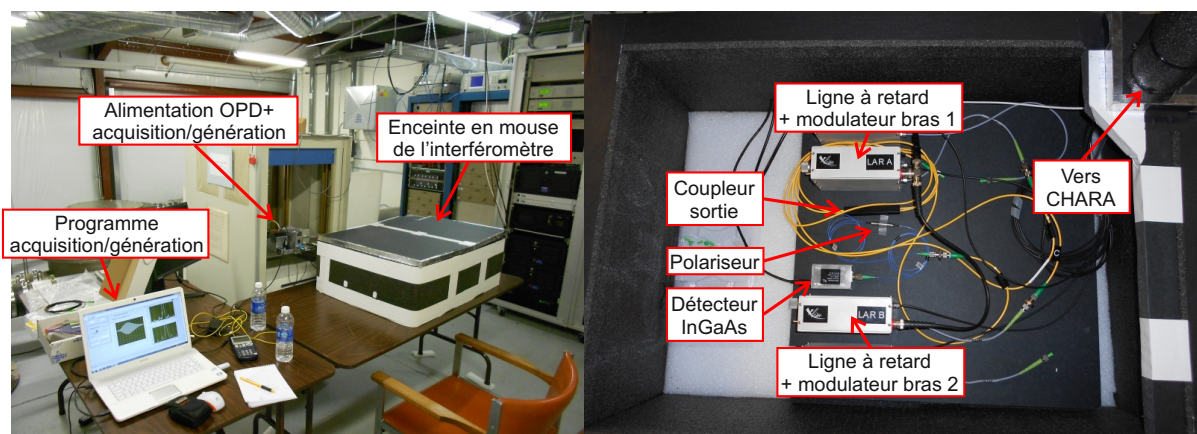 Alimentation OPD+
acquisition/génération
Enceinte en mouse
de l'interféromètre
Programme
acquisition/génération
Ligne à retard
+ modulateur bras 1
LAR A
Coupleur
sortie
Vers
CHARA
Polariseur
Détecteur
InGaAs
LAR B
Ligne à retard
+ modulateur bras 2